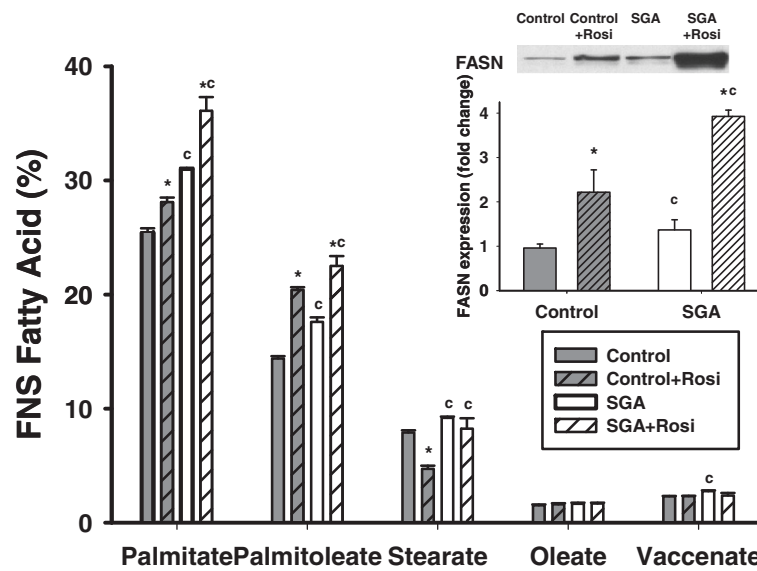 Control Control +Rosi SGA SGA +Rosi
FASN
FASN expression (fold change)
4
3
2
1
0
*
c
*c
Control SGA
FNS Fatty Acid (%)
40
30
20
10
0
* c *c
* c *c
* c c
c
Control
Control+Rosi
SGA
SGA+Rosi
Palmitate Palmitoleate Stearate Oleate Vaccenate